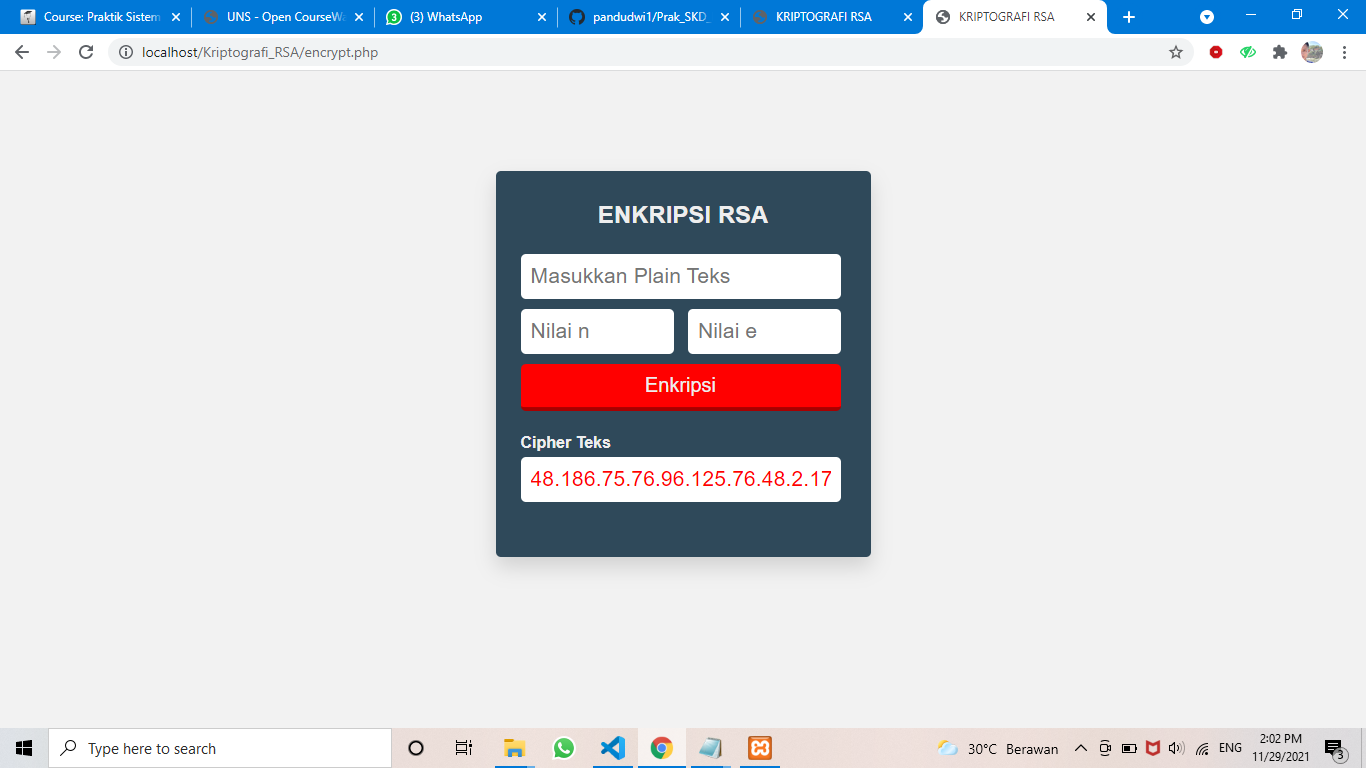 Course: Praktik Sistem
UNS - Open CourseWa
(3) WhatsApp
pandudwi1/Prak_SKD_
KRIPTOGRAFI RSA
KRIPTOGRAFI RSA
localhost/Kriptografi_RSA/encrypt.php
ENKRIPSI RSA
Masukkan Plain Teks
Nilai n
Nilai e
Enkripsi
Cipher Teks
48.186.75.76.96.125.76.48.2.17
Type here to search
30°C Berawan
ENG
2:02 PM
11/29/2021
3